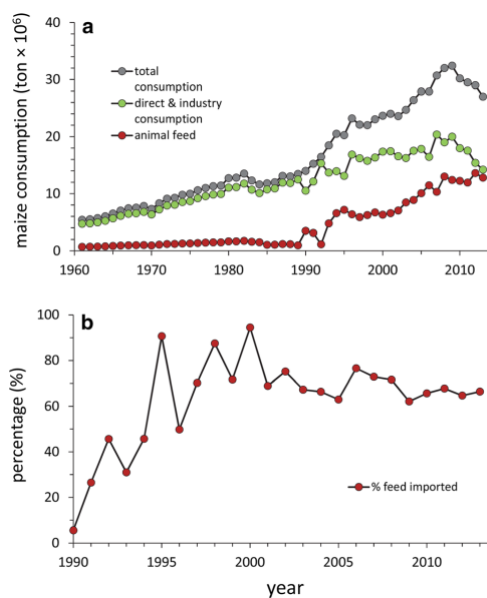 a
maize consumption (ton × 10⁶)
40
30
20
10
0
total
consumption
direct & industry
consumption
animal feed
1960 1970 1980 1990 2000 2010
b
percentage (%)
100
80
60
40
20
0
% feed imported
1990 1995 2000 2005 2010
year